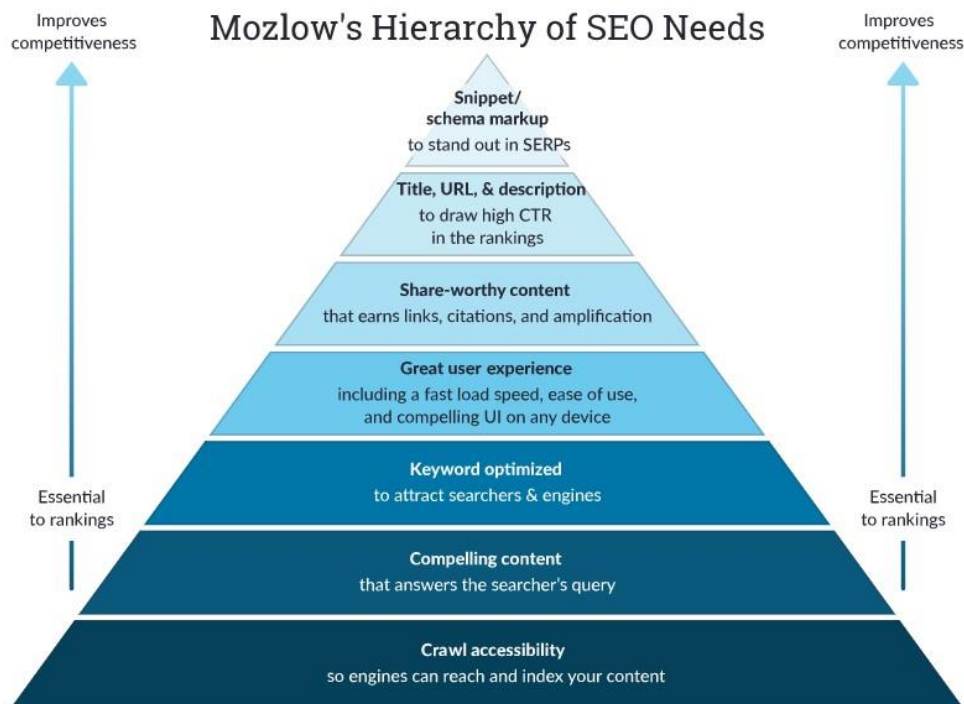 Mozlow's Hierarchy of SEO Needs
Improves
competitiveness
Improves
competitiveness
Snippet/
schema markup
to stand out in SERPs
Title, URL, & description
to draw high CTR
in the rankings
Share-worthy content
that earns links, citations, and amplification
Great user experience
including a fast load speed, ease of use,
and compelling UI on any device
Keyword optimized
to attract searchers & engines
Essential
to rankings
Essential
to rankings
Compelling content
that answers the searcher's query
Crawl accessibility
so engines can reach and index your content